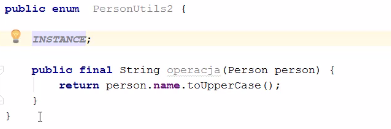 public enum PersonUtils2 {
INSTANCE;
public final String operacja(Person person) {
return person.name.toUpperCase();
}
}